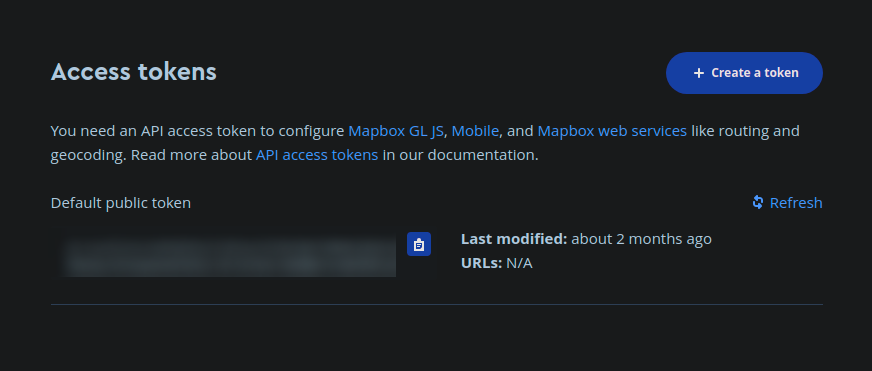 Access tokens
+ Create a token
You need an API access token to configure Mapbox GL JS, Mobile, and Mapbox web services like routing and
geocoding. Read more about API access tokens in our documentation.
Default public token
Refresh
Last modified: about 2 months ago
URLs: N/A